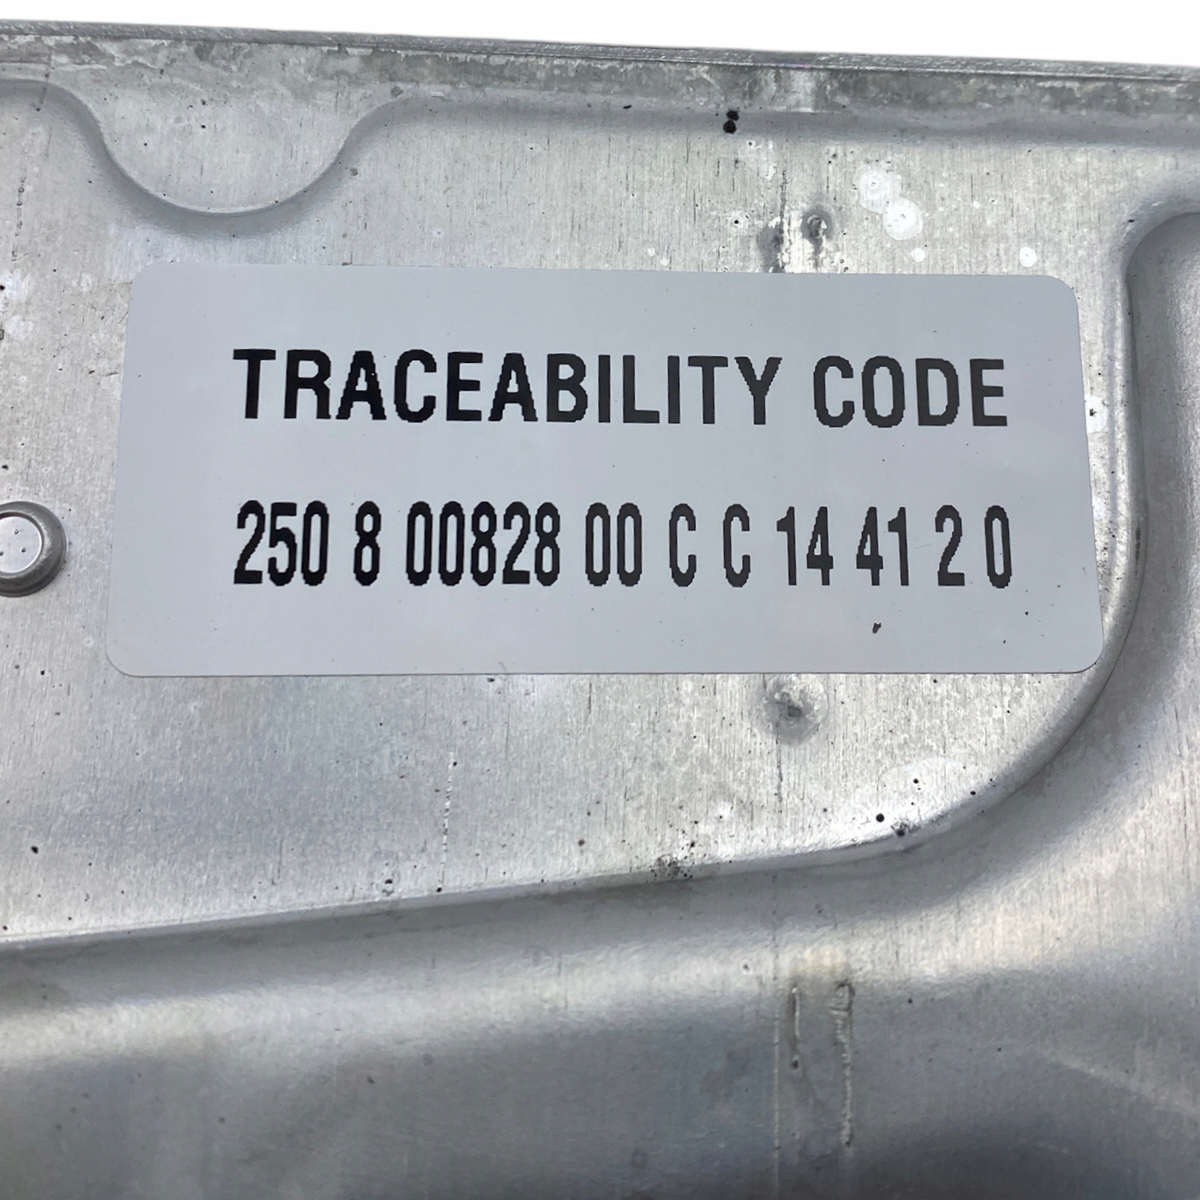 TRACEABILITY CODE
250 8 00828 00 C C 14 41 2 0